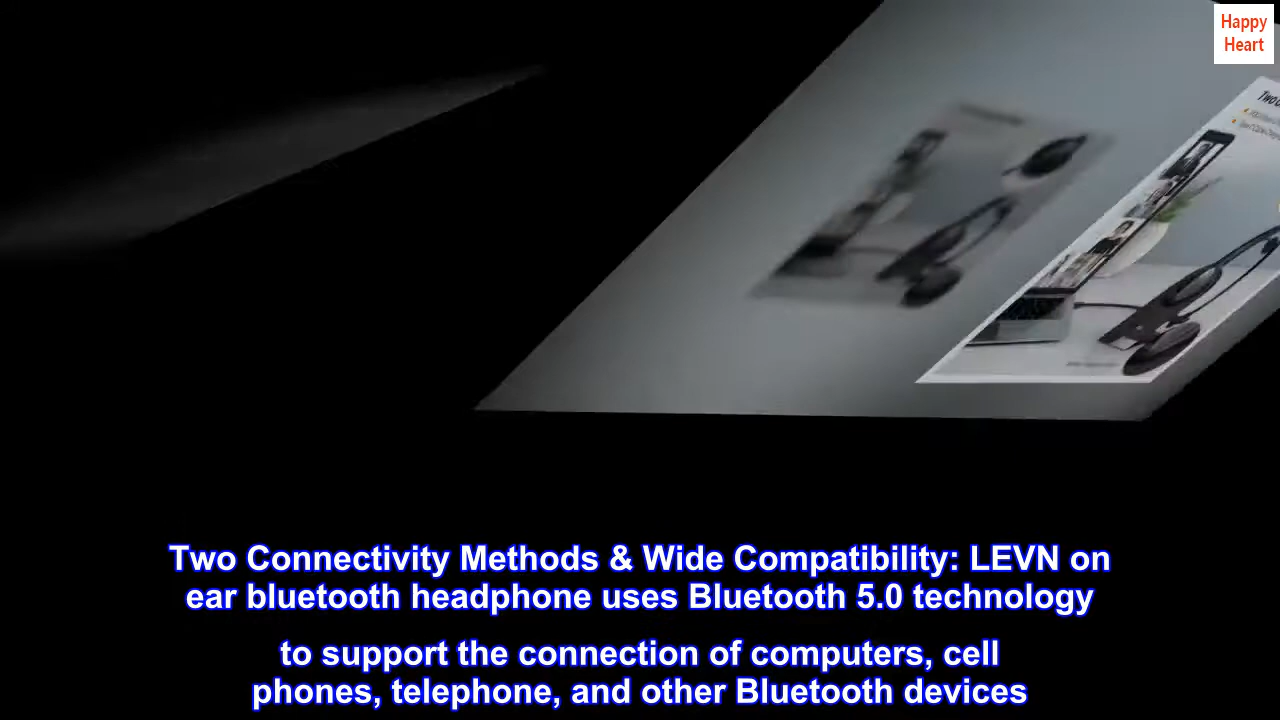 Happy
Heart
Two Connectivity Methods & Wide Compatibility: LEVN on
ear bluetooth headphone uses Bluetooth 5.0 technology
to support the connection of computers, cell
phones, telephone, and other Bluetooth devices